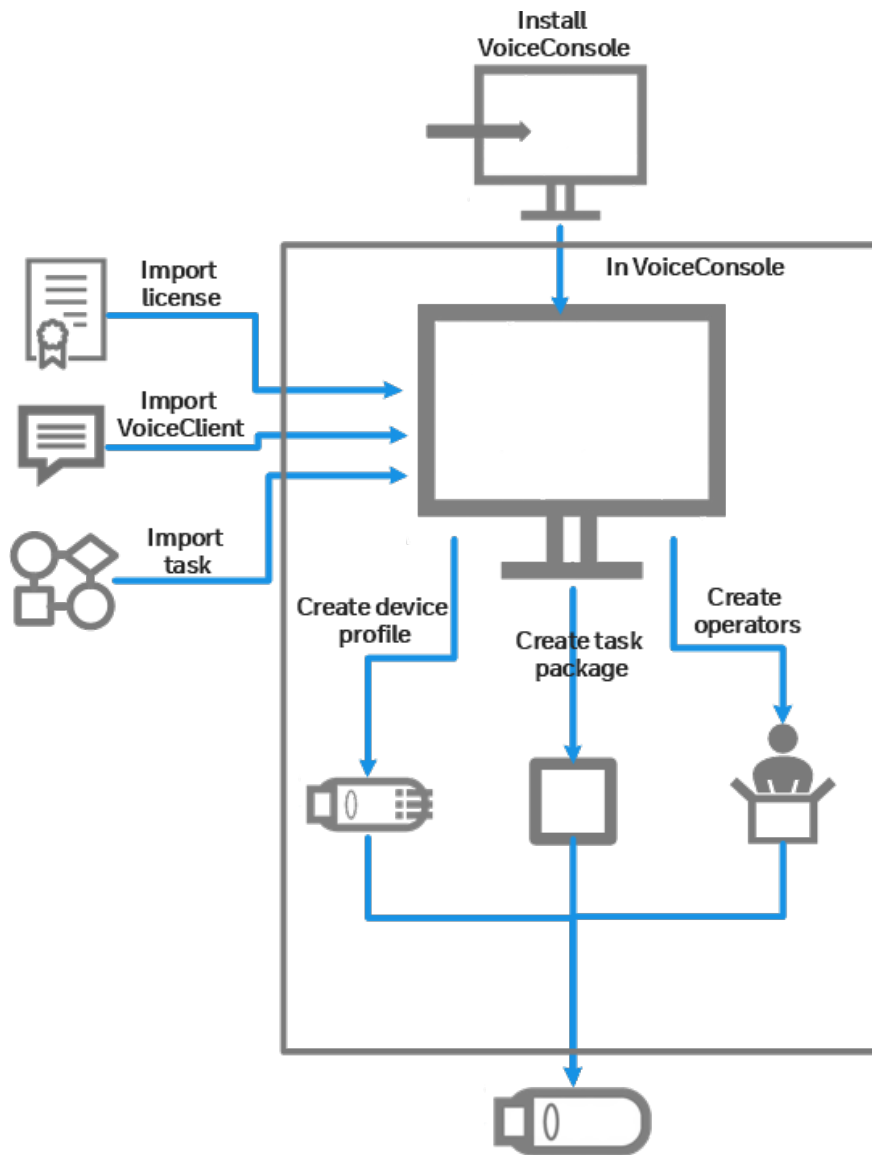 Install
VoiceConsole
In VoiceConsole
Import
license
Import
VoiceClient
Import
task
Create device
profile
Create task
package
Create
operators